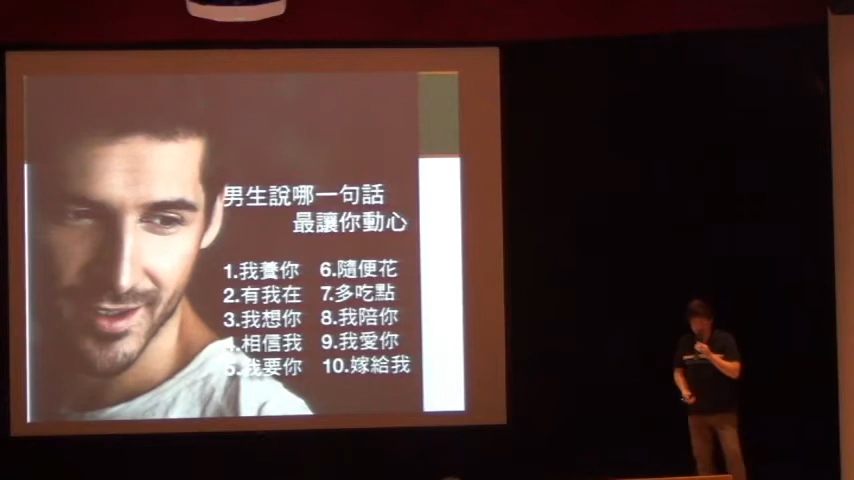 男生說哪一句話
最讓你動心
1.我養你
2.有我在
3.我想你
4.相信我
5.我要你
6.隨便花
7.多吃點
8.我陪你
9.我愛你
10.嫁給我